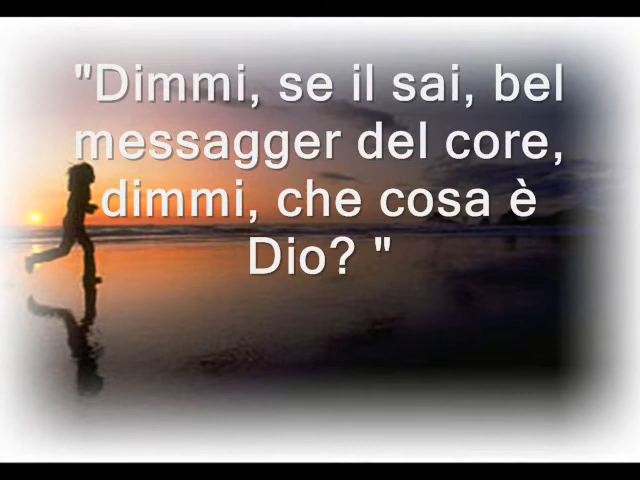 "Dimmi, se il sai, bel
messagger del core,
dimmi, che cosa è
Dio? "